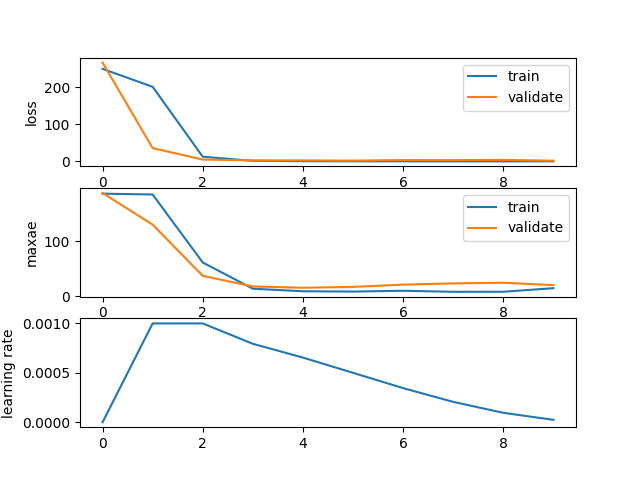 loss
200
100
0
train
validate
0 2 4 6 8
maxae
100
0
train
validate
0 2 4 6 8
learning rate
0.0010
0.0005
0.0000
0 2 4 6 8